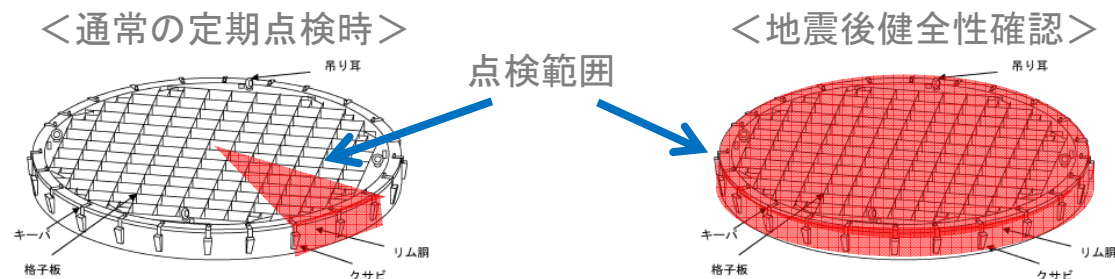 ＜通常の定期点検時＞
＜地震後健全性確認＞
点検範囲
吊り耳
キーパ
格子板
リム胴
クサビ
吊り耳
キーパ
格子板
リム胴
クサビ